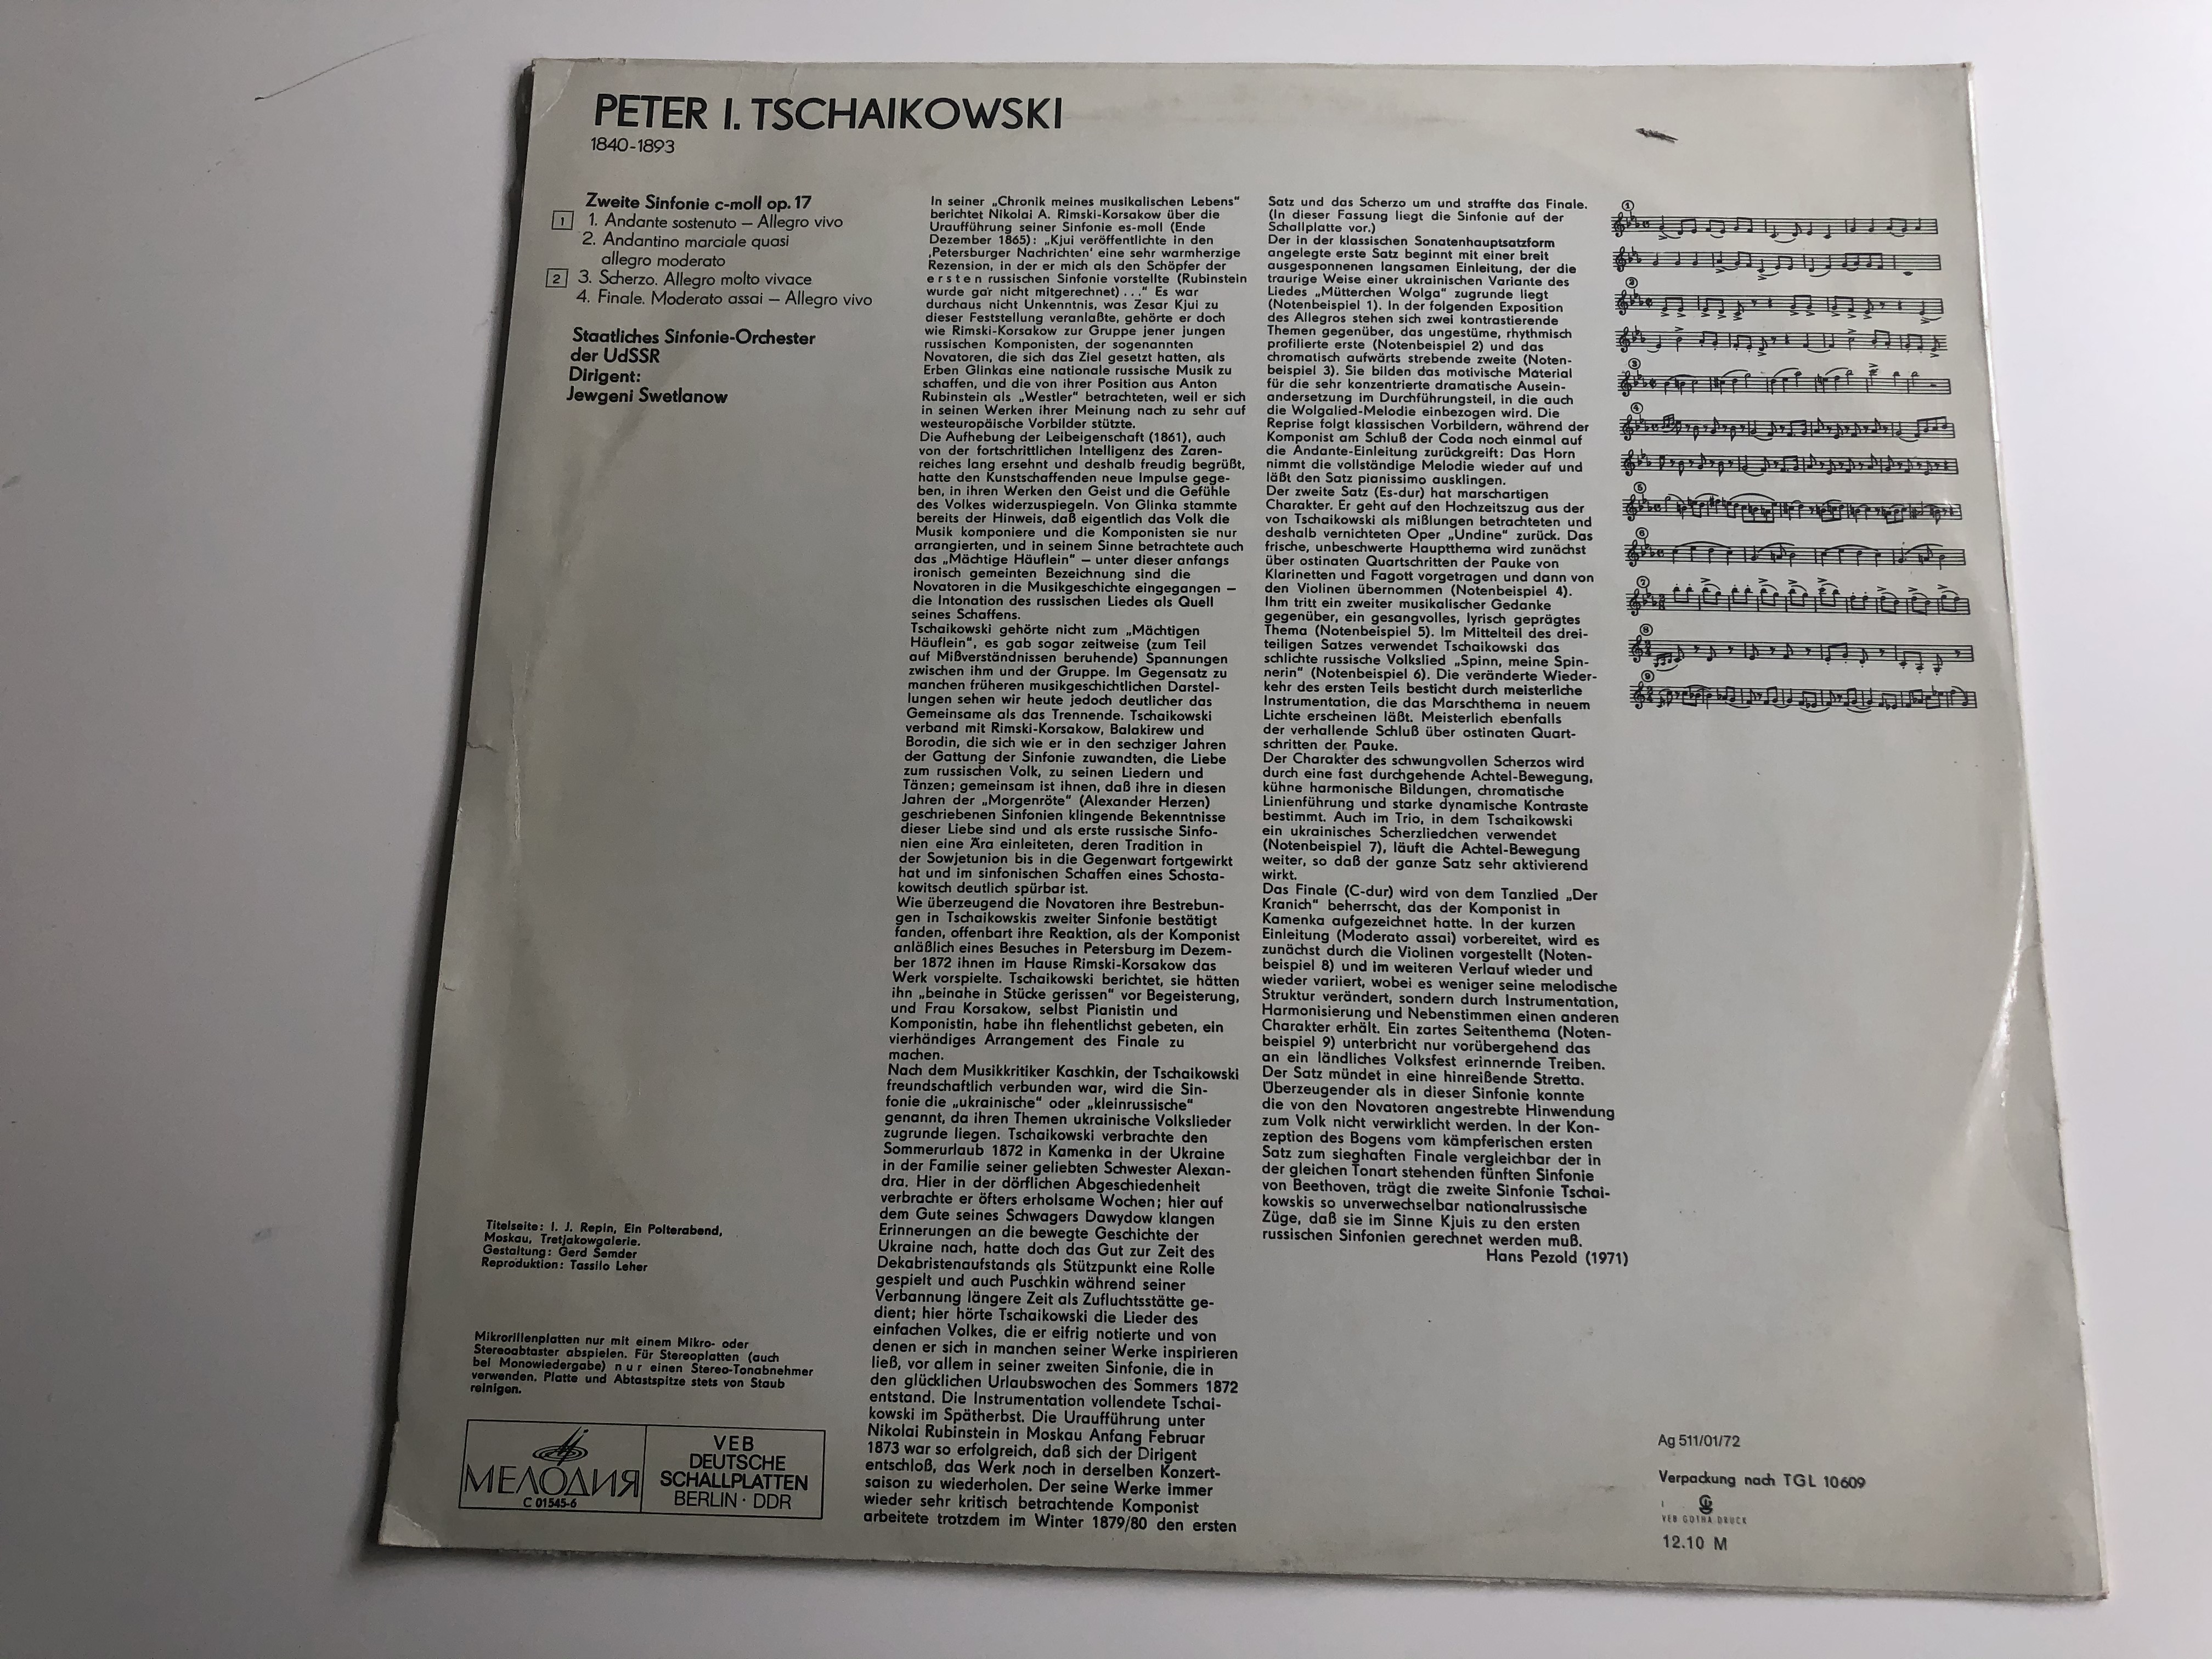 PETER I. TSCHAIKOWSKI
1840-1893
Zweite Sinfonie c-moll op. 17
1 1. Andante sostenuto – Allegro vivo
2. Andantino marciale quasi
allegro moderato
2 3. Scherzo. Allegro molto vivace
4. Finale. Moderato assai – Allegro vivo
Staatliches Sinfonie-Orchester
der UdSSR
Dirigent:
Jewgeni Swetlanow
Titelseite: I. J. Repin, Ein Polterabend,
Moskau, Tretjakowgalerie.
Gestaltung: Gerd Semder
Reproduktion: Tassilo Leher
Mikrorillenplatten nur mit einem Mikro- oder
Stereoabtaster abspielen. Für Stereoplatten (auch
bei Monowiedergabe) nur einen Stereo-Tonabnehmer
verwenden. Platte und Abtastspitze stets von Staub
reinigen.
МЕЛОДИЯ
C 01545-6
VEB
DEUTSCHE
SCHALLPLATTEN
BERLIN · DDR
In seiner „Chronik meines musikalischen Lebens“
berichtet Nikolai A. Rimski-Korsakow über die
Uraufführung seiner Sinfonie es-moll (Ende
Dezember 1865): „Kjui veröffentlichte in den
‚Petersburger Nachrichten‘ eine sehr warmherzige
Rezension, in der er mich als den Schöpfer der
ersten russischen Sinfonie vorstellte (Rubinstein
wurde gar nicht mitgerechnet)...“ Es war
durchaus nicht Unkenntnis, was Zesar Kjui zu
dieser Feststellung veranlaßte, gehörte er doch
wie Rimski-Korsakow zur Gruppe jener jungen
russischen Komponisten, der sogenannten
Novatoren, die sich das Ziel gesetzt hatten, als
Erben Glinkas eine nationale russische Musik zu
schaffen, und die von ihrer Position aus Anton
Rubinstein als „Westler“ betrachteten, weil er sich
in seinen Werken ihrer Meinung nach zu sehr auf
westeuropäische Vorbilder stützte.
Die Aufhebung der Leibeigenschaft (1861), auch
von der fortschrittlichen Intelligenz des Zaren-
reiches lang ersehnt und deshalb freudig begrüßt,
hatte den Kunstschaffenden neue Impulse gege-
ben, in ihren Werken den Geist und die Gefühle
des Volkes widerzuspiegeln. Von Glinka stammte
bereits der Hinweis, daß eigentlich das Volk die
Musik komponiere und die Komponisten sie nur
arrangierten, und in seinem Sinne betrachtete auch
das „Mächtige Häuflein“ – unter dieser anfangs
ironisch gemeinten Bezeichnung sind die
Novatoren in die Musikgeschichte eingegangen –
die Intonation des russischen Liedes als Quell
seines Schaffens.
Tschaikowski gehörte nicht zum „Mächtigen
Häuflein“, es gab sogar zeitweise (zum Teil
auf Mißverständnissen beruhende) Spannungen
zwischen ihm und der Gruppe. Im Gegensatz zu
manchen früheren musikgeschichtlichen Darstel-
lungen sehen wir heute jedoch deutlicher das
Gemeinsame als das Trennende. Tschaikowski
verband mit Rimski-Korsakow, Balakirew und
Borodin, die sich wie er in den sechziger Jahren
der Gattung der Sinfonie zuwandten, die Liebe
zum russischen Volk, zu seinen Liedern und
Tänzen; gemeinsam ist ihnen, daß ihre in diesen
Jahren der „Morgenröte“ (Alexander Herzen)
geschriebenen Sinfonien klingende Bekenntnisse
dieser Liebe sind und als erste russische Sinfo-
nien eine Ära einleiteten, deren Tradition in
der Sowjetunion bis in die Gegenwart fortgewirkt
hat und im sinfonischen Schaffen eines Schosta-
kowitsch deutlich spürbar ist.
Wie überzeugend die Novatoren ihre Bestrebun-
gen in Tschaikowskis zweiter Sinfonie bestätigt
fanden, offenbart ihre Reaktion, als der Komponist
anläßlich eines Besuches in Petersburg im Dezem-
ber 1872 ihnen im Hause Rimski-Korsakow das
Werk vorspielte. Tschaikowski berichtet, sie hätten
ihn „beinahe in Stücke gerissen“ vor Begeisterung,
und Frau Korsakow, selbst Pianistin und
Komponistin, habe ihn flehentlichst gebeten, ein
vierhändiges Arrangement des Finale zu
machen.
Nach dem Musikkritiker Kaschkin, der Tschaikowski
freundschaftlich verbunden war, wird die Sin-
fonie die „ukrainische“ oder „kleinrussische“
genannt, da ihren Themen ukrainische Volkslieder
zugrunde liegen. Tschaikowski verbrachte den
Sommerurlaub 1872 in Kamenka in der Ukraine
in der Familie seiner geliebten Schwester Alexan-
dra. Hier in der dörflichen Abgeschiedenheit
verbrachte er öfters erholsame Wochen; hier auf
dem Gute seines Schwagers Dawydow klangen
Erinnerungen an die bewegte Geschichte der
Ukraine nach, hatte doch das Gut zur Zeit des
Dekabristenaufstands als Stützpunkt eine Rolle
gespielt und auch Puschkin während seiner
Verbannung längere Zeit als Zufluchtsstätte ge-
dient; hier hörte Tschaikowski die Lieder des
einfachen Volkes, die er eifrig notierte und von
denen er sich in manchen seiner Werke inspirieren
ließ, vor allem in seiner zweiten Sinfonie, die in
den glücklichen Urlaubswochen des Sommers 1872
entstand. Die Instrumentation vollendete Tschai-
kowski im Spätherbst. Die Uraufführung unter
Nikolai Rubinstein in Moskau Anfang Februar
1873 war so erfolgreich, daß sich der Dirigent
entschloß, das Werk noch in derselben Konzert-
saison zu wiederholen. Der seine Werke immer
wieder sehr kritisch betrachtende Komponist
arbeitete trotzdem im Winter 1879/80 den ersten
Satz und das Scherzo um und straffte das Finale.
(In dieser Fassung liegt die Sinfonie auf der
Schallplatte vor.)
Der in der klassischen Sonatenhauptsatzform
angelegte erste Satz beginnt mit einer breit
ausgesponnenen langsamen Einleitung, der die
traurige Weise einer ukrainischen Variante des
Liedes „Mütterchen Wolga“ zugrunde liegt
(Notenbeispiel 1). In der folgenden Exposition
des Allegros stehen sich zwei kontrastierende
Themen gegenüber, das ungestüme, rhythmisch
profilierte erste (Notenbeispiel 2) und das
chromatisch aufwärts strebende zweite (Noten-
beispiel 3). Sie bilden das motivische Material
für die sehr konzentrierte dramatische Ausein-
andersetzung im Durchführungsteil, in die auch
die Wolgalied-Melodie einbezogen wird. Die
Reprise folgt klassischen Vorbildern, während der
Komponist am Schluß der Coda noch einmal auf
die Andante-Einleitung zurückgreift: Das Horn
nimmt die vollständige Melodie wieder auf und
läßt den Satz pianissimo ausklingen.
Der zweite Satz (Es-dur) hat marschartigen
Charakter. Er geht auf den Hochzeitszug aus der
von Tschaikowski als mißlungen betrachteten und
deshalb vernichteten Oper „Undine“ zurück. Das
frische, unbeschwerte Hauptthema wird zunächst
über ostinaten Quartschritten der Pauke von
Klarinetten und Fagott vorgetragen und dann von
den Violinen übernommen (Notenbeispiel 4).
Ihm tritt ein zweiter musikalischer Gedanke
gegenüber, ein gesangvolles, lyrisch geprägtes
Thema (Notenbeispiel 5). Im Mittelteil des drei-
teiligen Satzes verwendet Tschaikowski das
schlichte russische Volkslied „Spinn, meine Spin-
nerin“ (Notenbeispiel 6). Die veränderte Wieder-
kehr des ersten Teils besticht durch meisterliche
Instrumentation, die das Marschthema in neuem
Lichte erscheinen läßt. Meisterlich ebenfalls
der verhallende Schluß über ostinaten Quart-
schritten der Pauke.
Der Charakter des schwungvollen Scherzos wird
durch eine fast durchgehende Achtel-Bewegung,
kühne harmonische Bildungen, chromatische
Linienführung und starke dynamische Kontraste
bestimmt. Auch im Trio, in dem Tschaikowski
ein ukrainisches Scherzliedchen verwendet
(Notenbeispiel 7), läuft die Achtel-Bewegung
weiter, so daß der ganze Satz sehr aktivierend
wirkt.
Das Finale (C-dur) wird von dem Tanzlied „Der
Kranich“ beherrscht, das der Komponist in
Kamenka aufgezeichnet hatte. In der kurzen
Einleitung (Moderato assai) vorbereitet, wird es
zunächst durch die Violinen vorgestellt (Noten-
beispiel 8) und im weiteren Verlauf wieder und
wieder variiert, wobei es weniger seine melodische
Struktur verändert, sondern durch Instrumentation,
Harmonisierung und Nebenstimmen einen anderen
Charakter erhält. Ein zartes Seitenthema (Noten-
beispiel 9) unterbricht nur vorübergehend das
an ein ländliches Volksfest erinnernde Treiben.
Der Satz mündet in eine hinreißende Stretta.
Überzeugender als in dieser Sinfonie konnte
die von den Novatoren angestrebte Hinwendung
zum Volk nicht verwirklicht werden. In der Kon-
zeption des Bogens vom kämpferischen ersten
Satz zum sieghaften Finale vergleichbar der in
der gleichen Tonart stehenden fünften Sinfonie
von Beethoven, trägt die zweite Sinfonie Tschai-
kowskis so unverwechselbar nationalrussische
Züge, daß sie im Sinne Kjuis zu den ersten
russischen Sinfonien gerechnet werden muß.
Hans Pezold (1971)
1
2
3
4
5
6
7
8
9
Ag 511/01/72
Verpackung nach TGL 10609
VEB GOTHA DRUCK
12.10 M